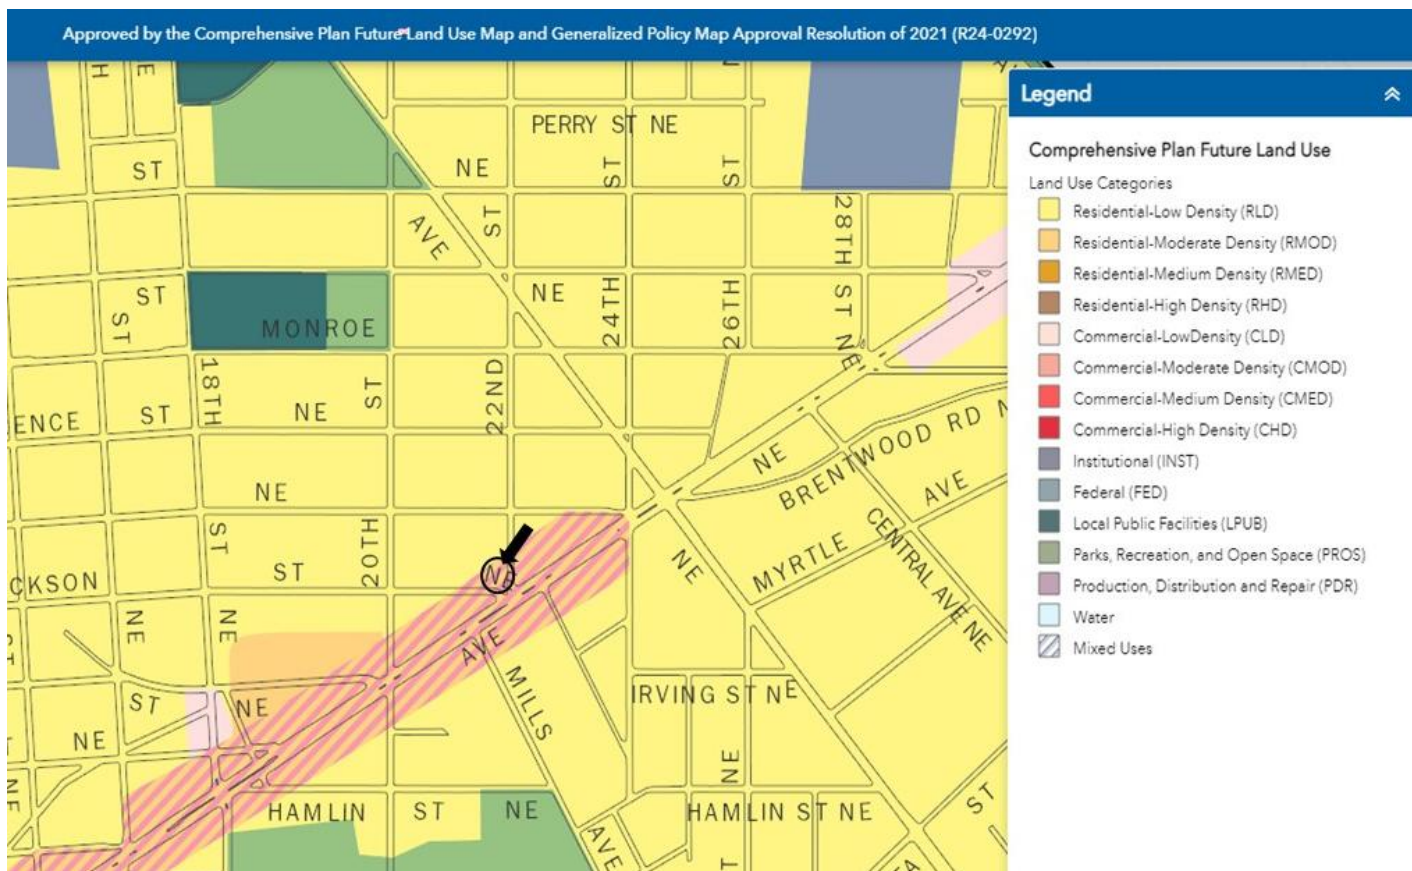 Approved by the Comprehensive Plan Future Land Use Map and Generalized Policy Map Approval Resolution of 2021 (R24-0292)
Legend
Comprehensive Plan Future Land Use
Land Use Categories
Residential-Low Density (RLD)
Residential-Moderate Density (RMOD)
Residential-Medium Density (RMED)
Residential-High Density (RHD)
Commercial-LowDensity (CLD)
Commercial-Moderate Density (CMOD)
Commercial-Medium Density (CMED)
Commercial-High Density (CHD)
Institutional (INST)
Federal (FED)
Local Public Facilities (LPUB)
Parks, Recreation, and Open Space (PROS)
Production, Distribution and Repair (PDR)
Water
Mixed Uses
H
NE
PERRY ST NE
ST
NE
ST
ST
AVE
ST
28TH ST NE
ST
ST
NE
24TH
26TH
MONROE
18TH
ST
22ND
ENCE
ST
NE
NE
BRENTWOOD RD N
NE
ST
20TH
CKSON
ST
NE
NE
MYRTLE AVE
CENTRAL AVE NE
NE
NE
AVE
MILLS
AVE
IRVING ST NE
ST
NE
NE
NE
NE
HAMLIN ST NE
HAMLIN ST NE
ST
ST